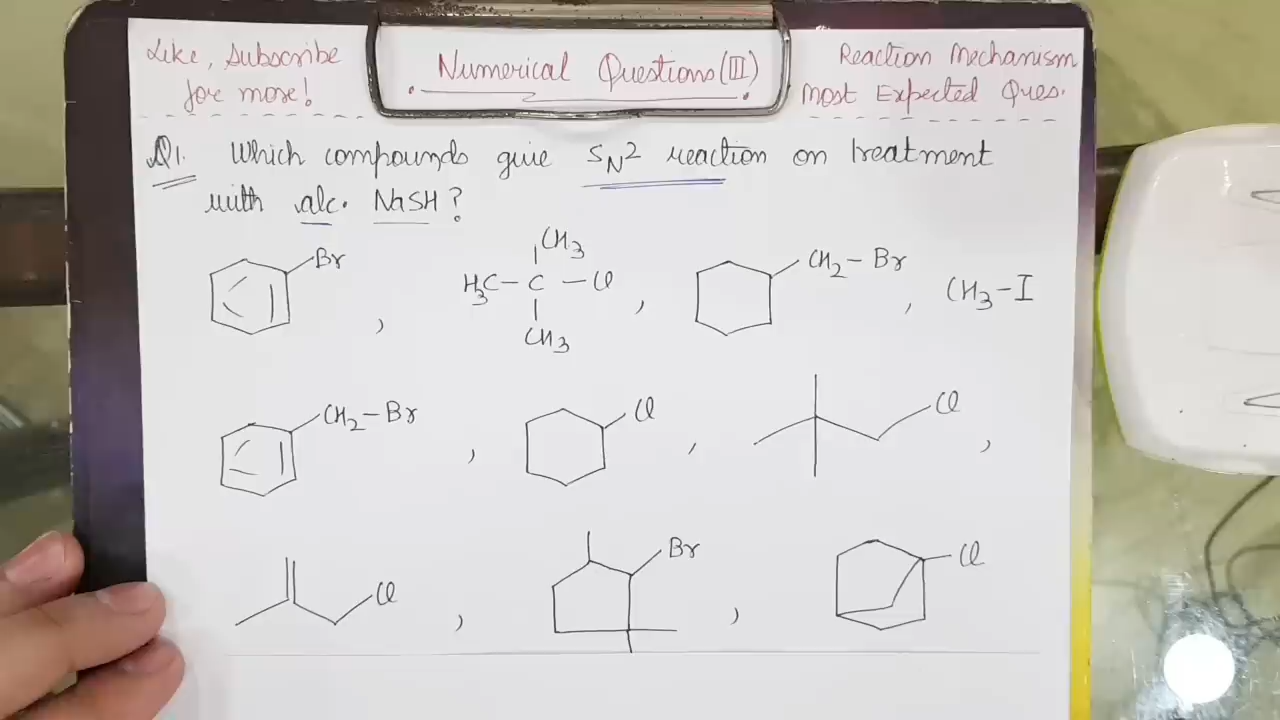 Like, Subscribe
for more!
Numerical Questions (III)
Reaction Mechanism
Most Expected Ques.
Q1. Which compounds give SN2 reaction on treatment
with alc. NaSH?
Br
CH3
H3C-C-Cl
CH3
CH2-Br
CH3-I
CH2-Br
Cl
Cl
Cl
Br
Cl